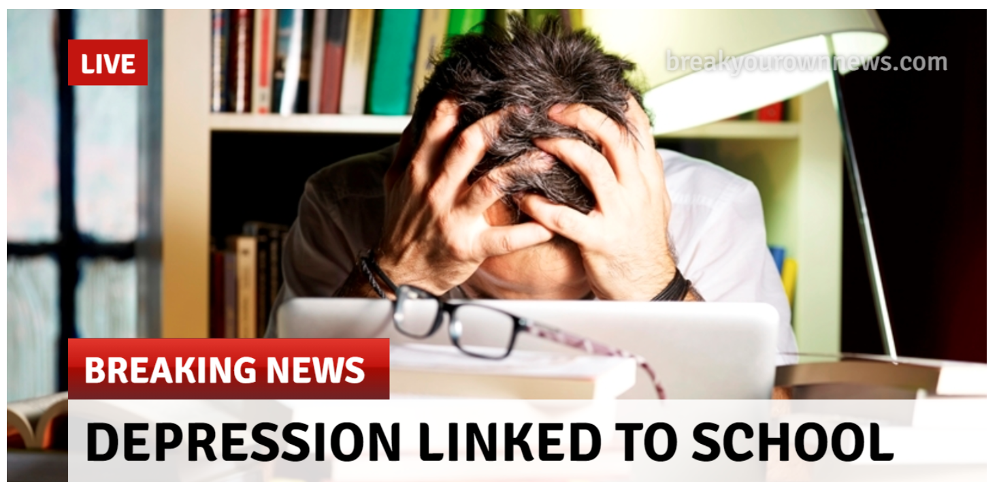 LIVE
breakyourownnews.com
BREAKING NEWS
DEPRESSION LINKED TO SCHOOL